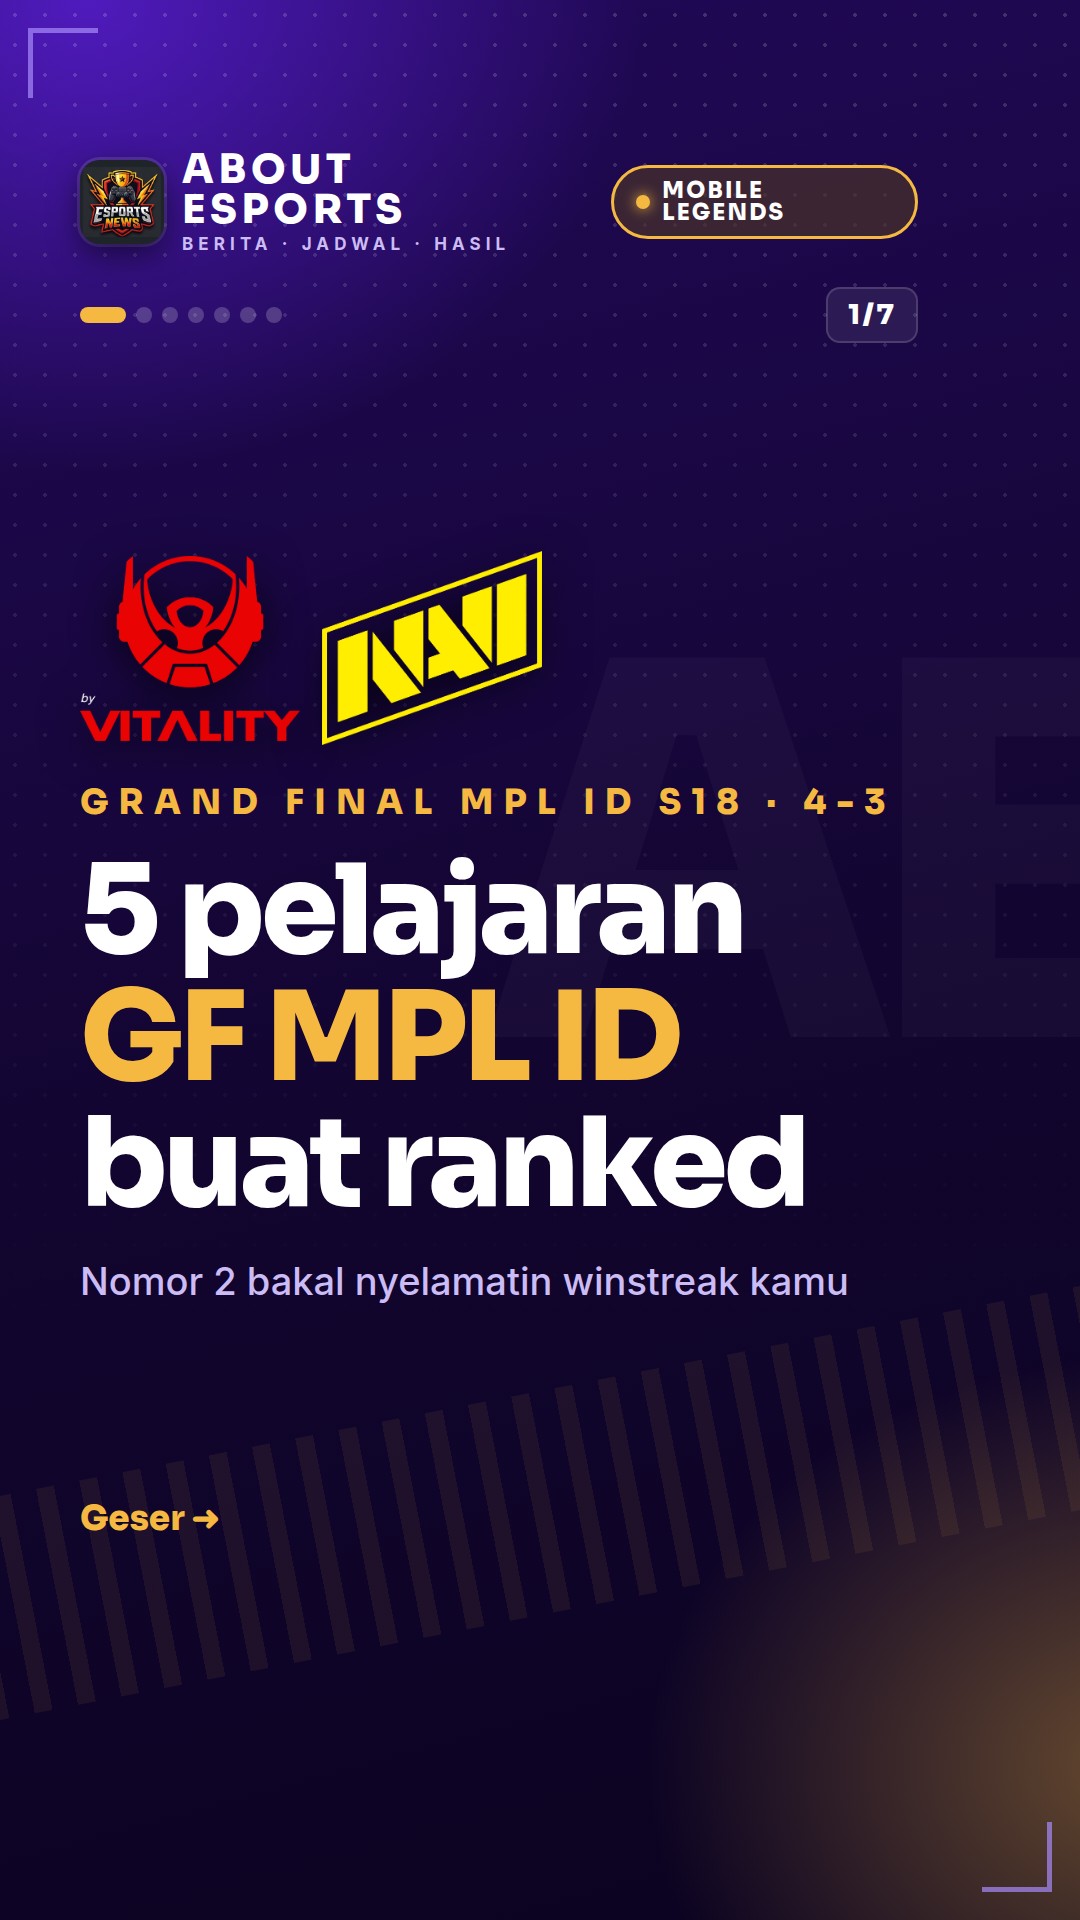 ABOUT
ESPORTS
BERITA · JADWAL · HASIL
ESPORTS
NEWS
MOBILE
LEGENDS
1/7
by
VITALITY
NAVI
GRAND FINAL MPL ID S18 · 4–3
5 pelajaran
GF MPL ID
buat ranked
Nomor 2 bakal nyelamatin winstreak kamu
Geser ➜
AE